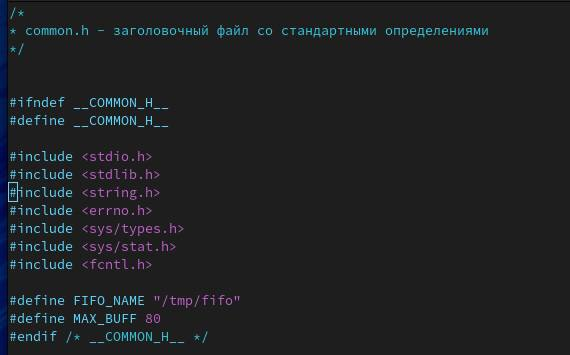 /*
* common.h - заголовочный файл со стандартными определениями
*/
#ifndef __COMMON_H__
#define __COMMON_H__
#include <stdio.h>
#include <stdlib.h>
#include <string.h>
#include <errno.h>
#include <sys/types.h>
#include <sys/stat.h>
#include <fcntl.h>
#define FIFO_NAME "/tmp/fifo"
#define MAX_BUFF 80
#endif /* __COMMON_H__ */